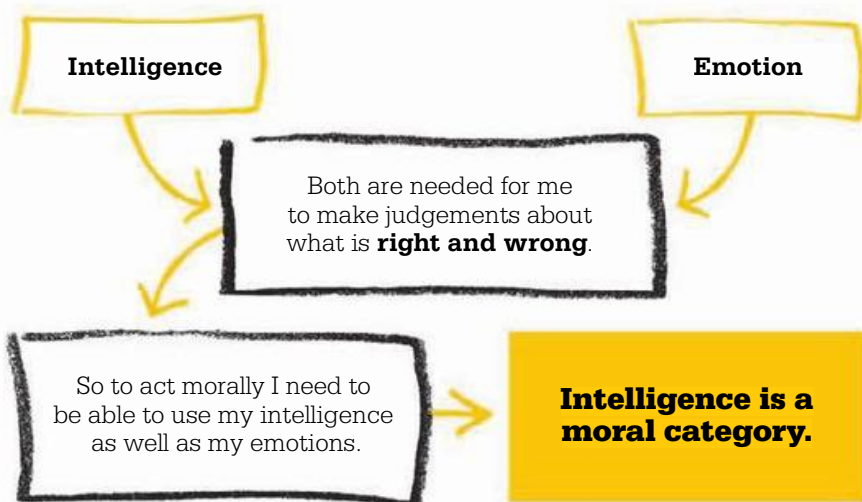 Intelligence
Emotion
Both are needed for me
to make judgements about
what is right and wrong.
So to act morally I need to
be able to use my intelligence
as well as my emotions.
Intelligence is a
moral category.